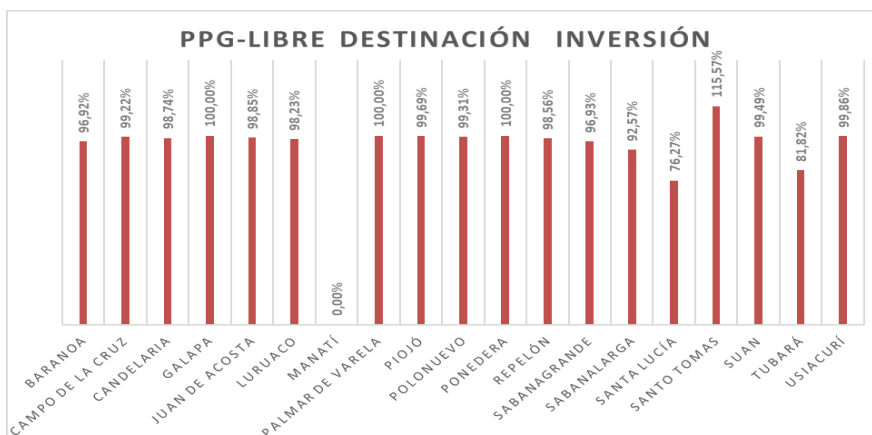 PPG-LIBRE DESTINACIÓN INVERSIÓN
96,92%
99,22%
98,74%
100,00%
98,85%
98,23%
0,00%
100,00%
99,69%
99,31%
100,00%
98,56%
96,93%
92,57%
76,27%
115,57%
99,49%
81,82%
99,86%
BARANOA
CAMPO DE LA CRUZ
CANDELARIA
GALAPA
JUAN DE ACOSTA
LURUACO
MANATÍ
PALMAR DE VARELA
PIOJÓ
POLONUEVO
PONEDERA
REPELÓN
SABANAGRANDE
SABANALARGA
SANTA LUCÍA
SANTO TOMAS
SUAN
TUBARÁ
USIACURÍ